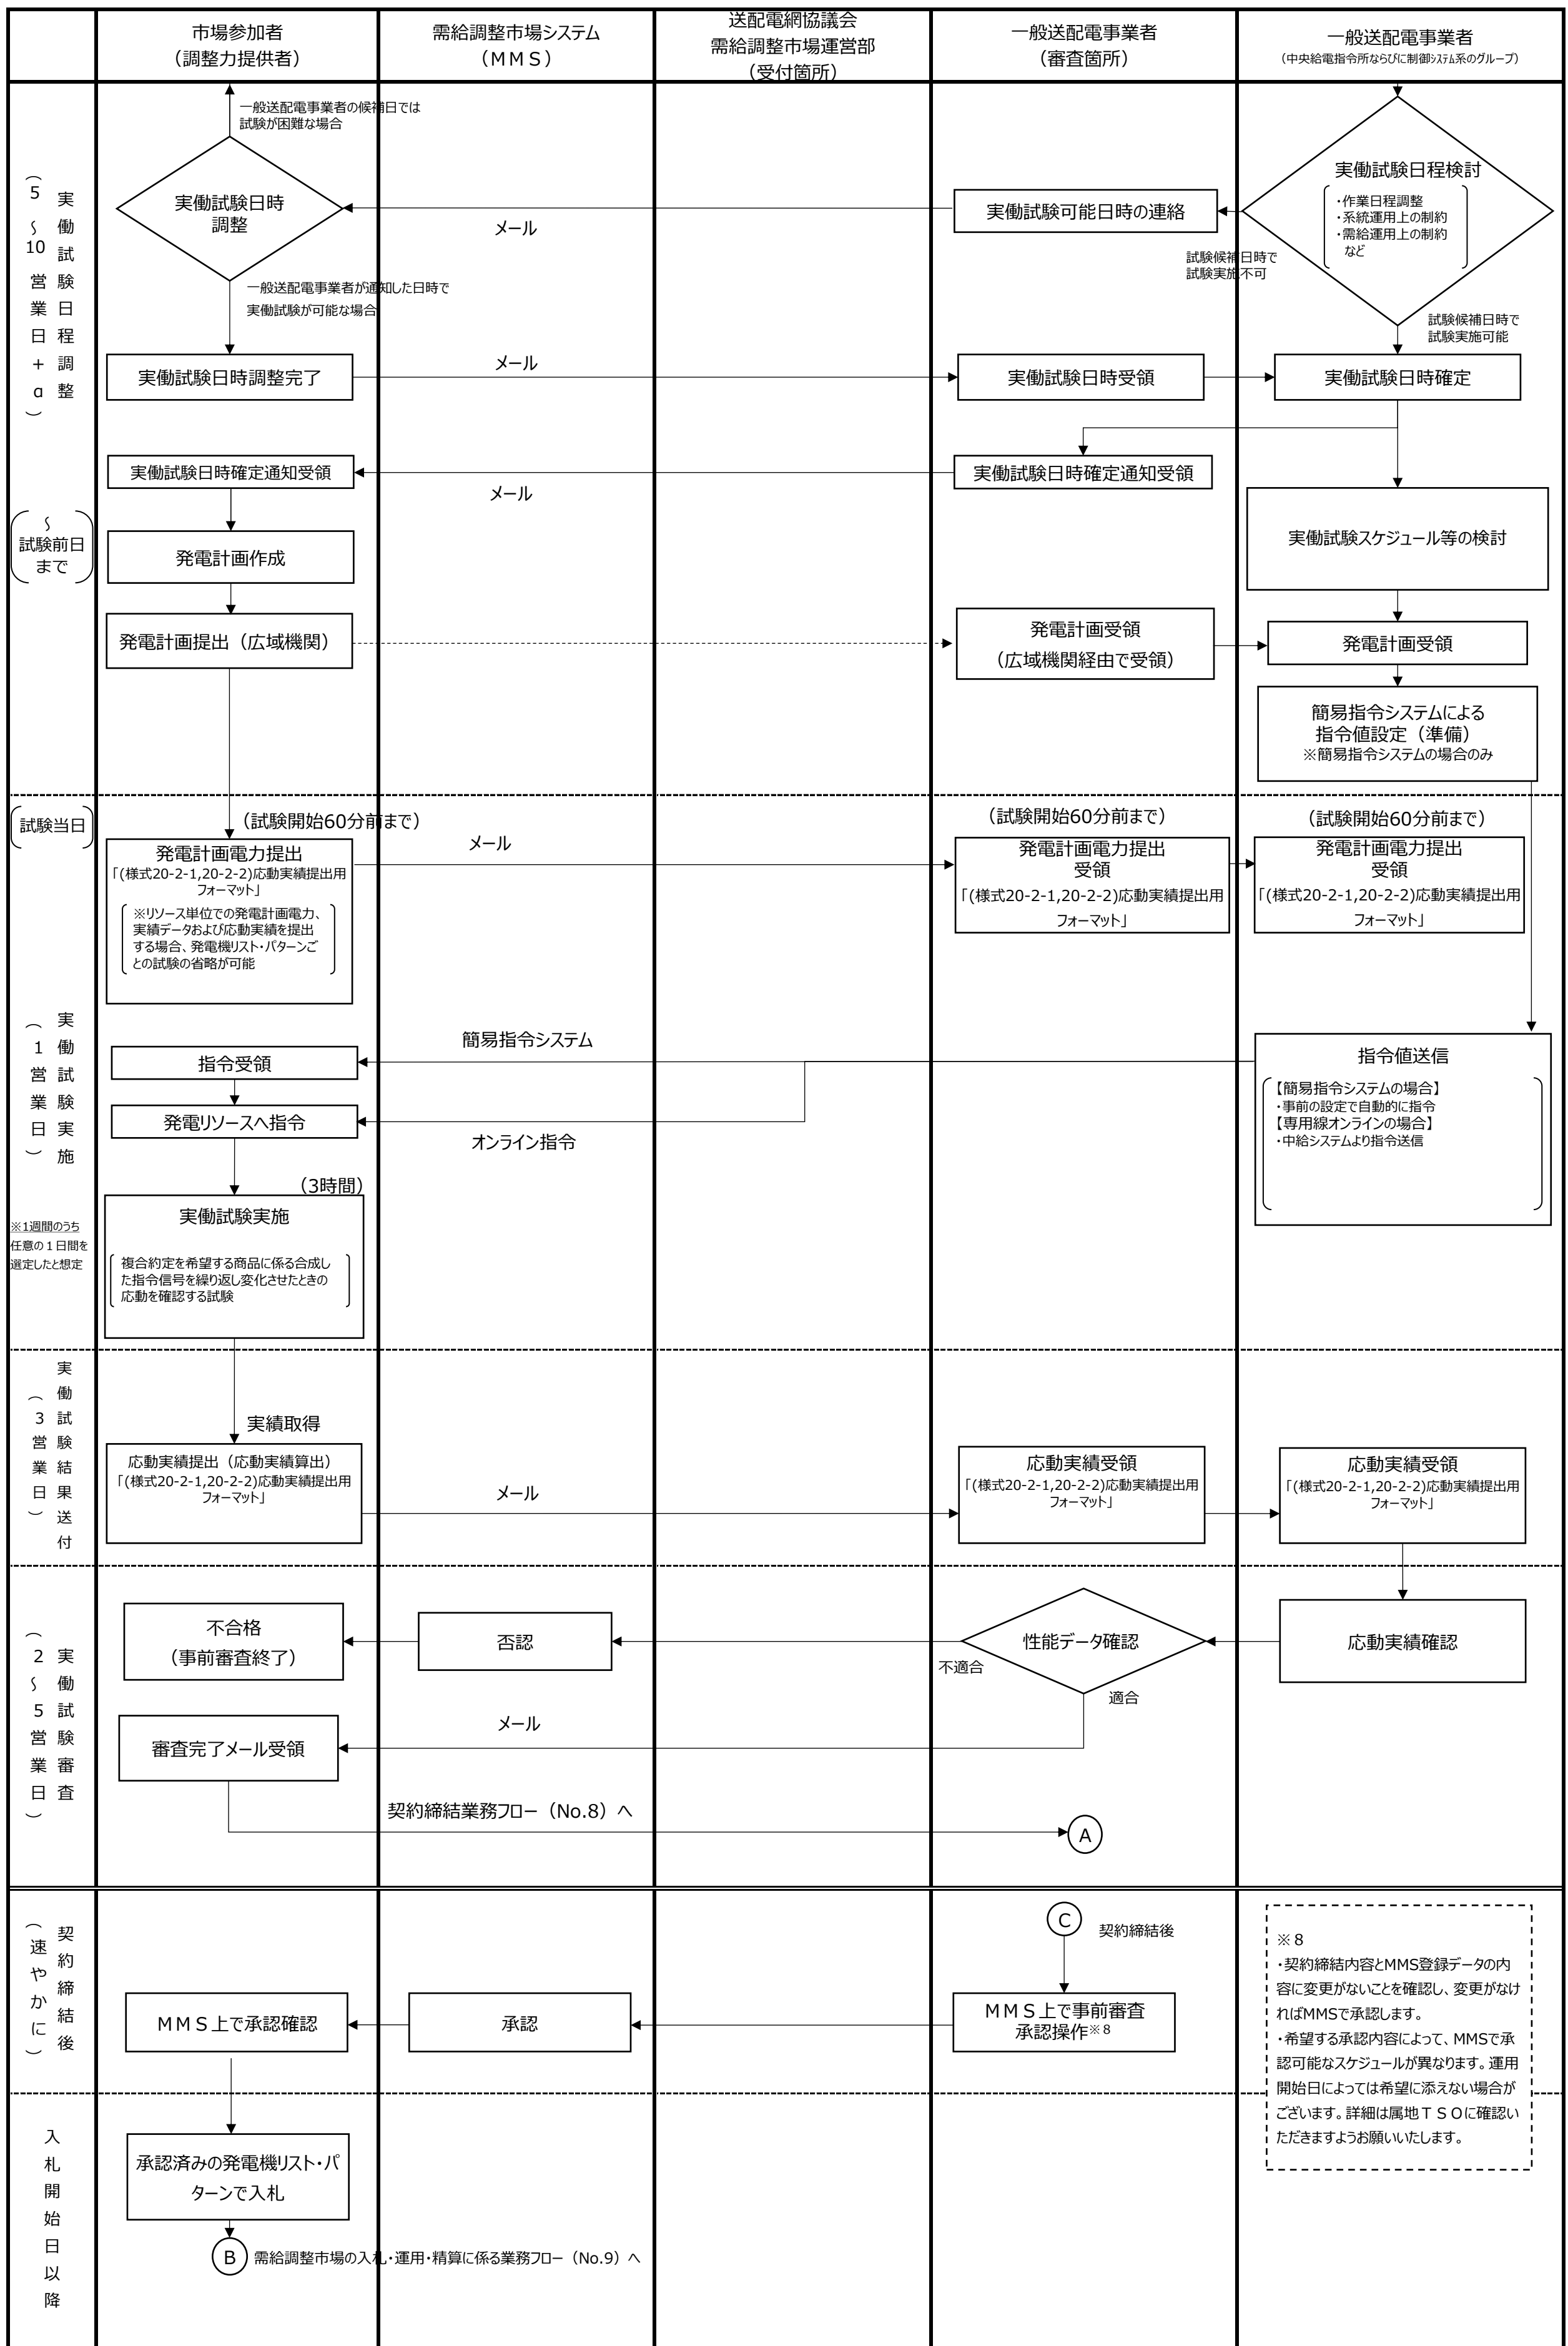 市場参加者
（調整力提供者）
需給調整市場システム
（ＭＭＳ）
送配電網協議会
需給調整市場運営部
（受付箇所）
一般送配電事業者
（審査箇所）
一般送配電事業者
（中央給電指令所ならびに制御システム系のグループ）
実働試験日程調整
（５～10営業日+α）
一般送配電事業者の候補日では
試験が困難な場合
実働試験日時
調整
メール
実働試験可能日時の連絡
実働試験日程検討
・作業日程調整
・系統運用上の制約
・需給運用上の制約
など
試験候補日時で
試験実施不可
一般送配電事業者が通知した日時で
実働試験が可能な場合
試験候補日時で
試験実施可能
実働試験日時調整完了
メール
実働試験日時受領
実働試験日時確定
実働試験日時確定通知受領
メール
実働試験日時確定通知受領
～
試験前日
まで
発電計画作成
実働試験スケジュール等の検討
発電計画提出（広域機関）
発電計画受領
（広域機関経由で受領）
発電計画受領
簡易指令システムによる
指令値設定（準備）
※簡易指令システムの場合のみ
試験当日
（試験開始60分前まで）
発電計画電力提出
「(様式20-2-1,20-2-2)応動実績提出用
フォーマット」
※リソース単位での発電計画電力、
実績データおよび応動実績を提出
する場合、発電機リスト・パターンご
との試験の省略が可能
メール
（試験開始60分前まで）
発電計画電力提出
受領
「(様式20-2-1,20-2-2)応動実績提出用
フォーマット」
（試験開始60分前まで）
発電計画電力提出
受領
「(様式20-2-1,20-2-2)応動実績提出用
フォーマット」
実働試験実施
（１営業日）
簡易指令システム
指令受領
発電リソースへ指令
オンライン指令
指令値送信
【簡易指令システムの場合】
・事前の設定で自動的に指令
【専用線オンラインの場合】
・中給システムより指令送信
（3時間）
実働試験実施
複合約定を希望する商品に係る合成し
た指令信号を繰り返し変化させたときの
応動を確認する試験
※1週間のうち
任意の１日間を
選定したと想定
実働試験結果送付
（３営業日）
実績取得
応動実績提出（応動実績算出）
「(様式20-2-1,20-2-2)応動実績提出用
フォーマット」
メール
応動実績受領
「(様式20-2-1,20-2-2)応動実績提出用
フォーマット」
応動実績受領
「(様式20-2-1,20-2-2)応動実績提出用
フォーマット」
実働試験審査
（２～５営業日）
不合格
（事前審査終了）
否認
性能データ確認
不適合
適合
応動実績確認
メール
審査完了メール受領
契約締結業務フロー（No.8）へ
A
契約締結後
（速やかに）
C
契約締結後
ＭＭＳ上で承認確認
承認
ＭＭＳ上で事前審査
承認操作※８
※８
・契約締結内容とMMS登録データの内
容に変更がないことを確認し、変更がなけ
ればMMSで承認します。
・希望する承認内容によって、MMSで承
認可能なスケジュールが異なります。運用
開始日によっては希望に添えない場合が
ございます。詳細は属地ＴＳＯに確認い
ただきますようお願いいたします。
入札開始日以降
承認済みの発電機リスト・パ
ターンで入札
B
需給調整市場の入札・運用・精算に係る業務フロー（No.9）へ